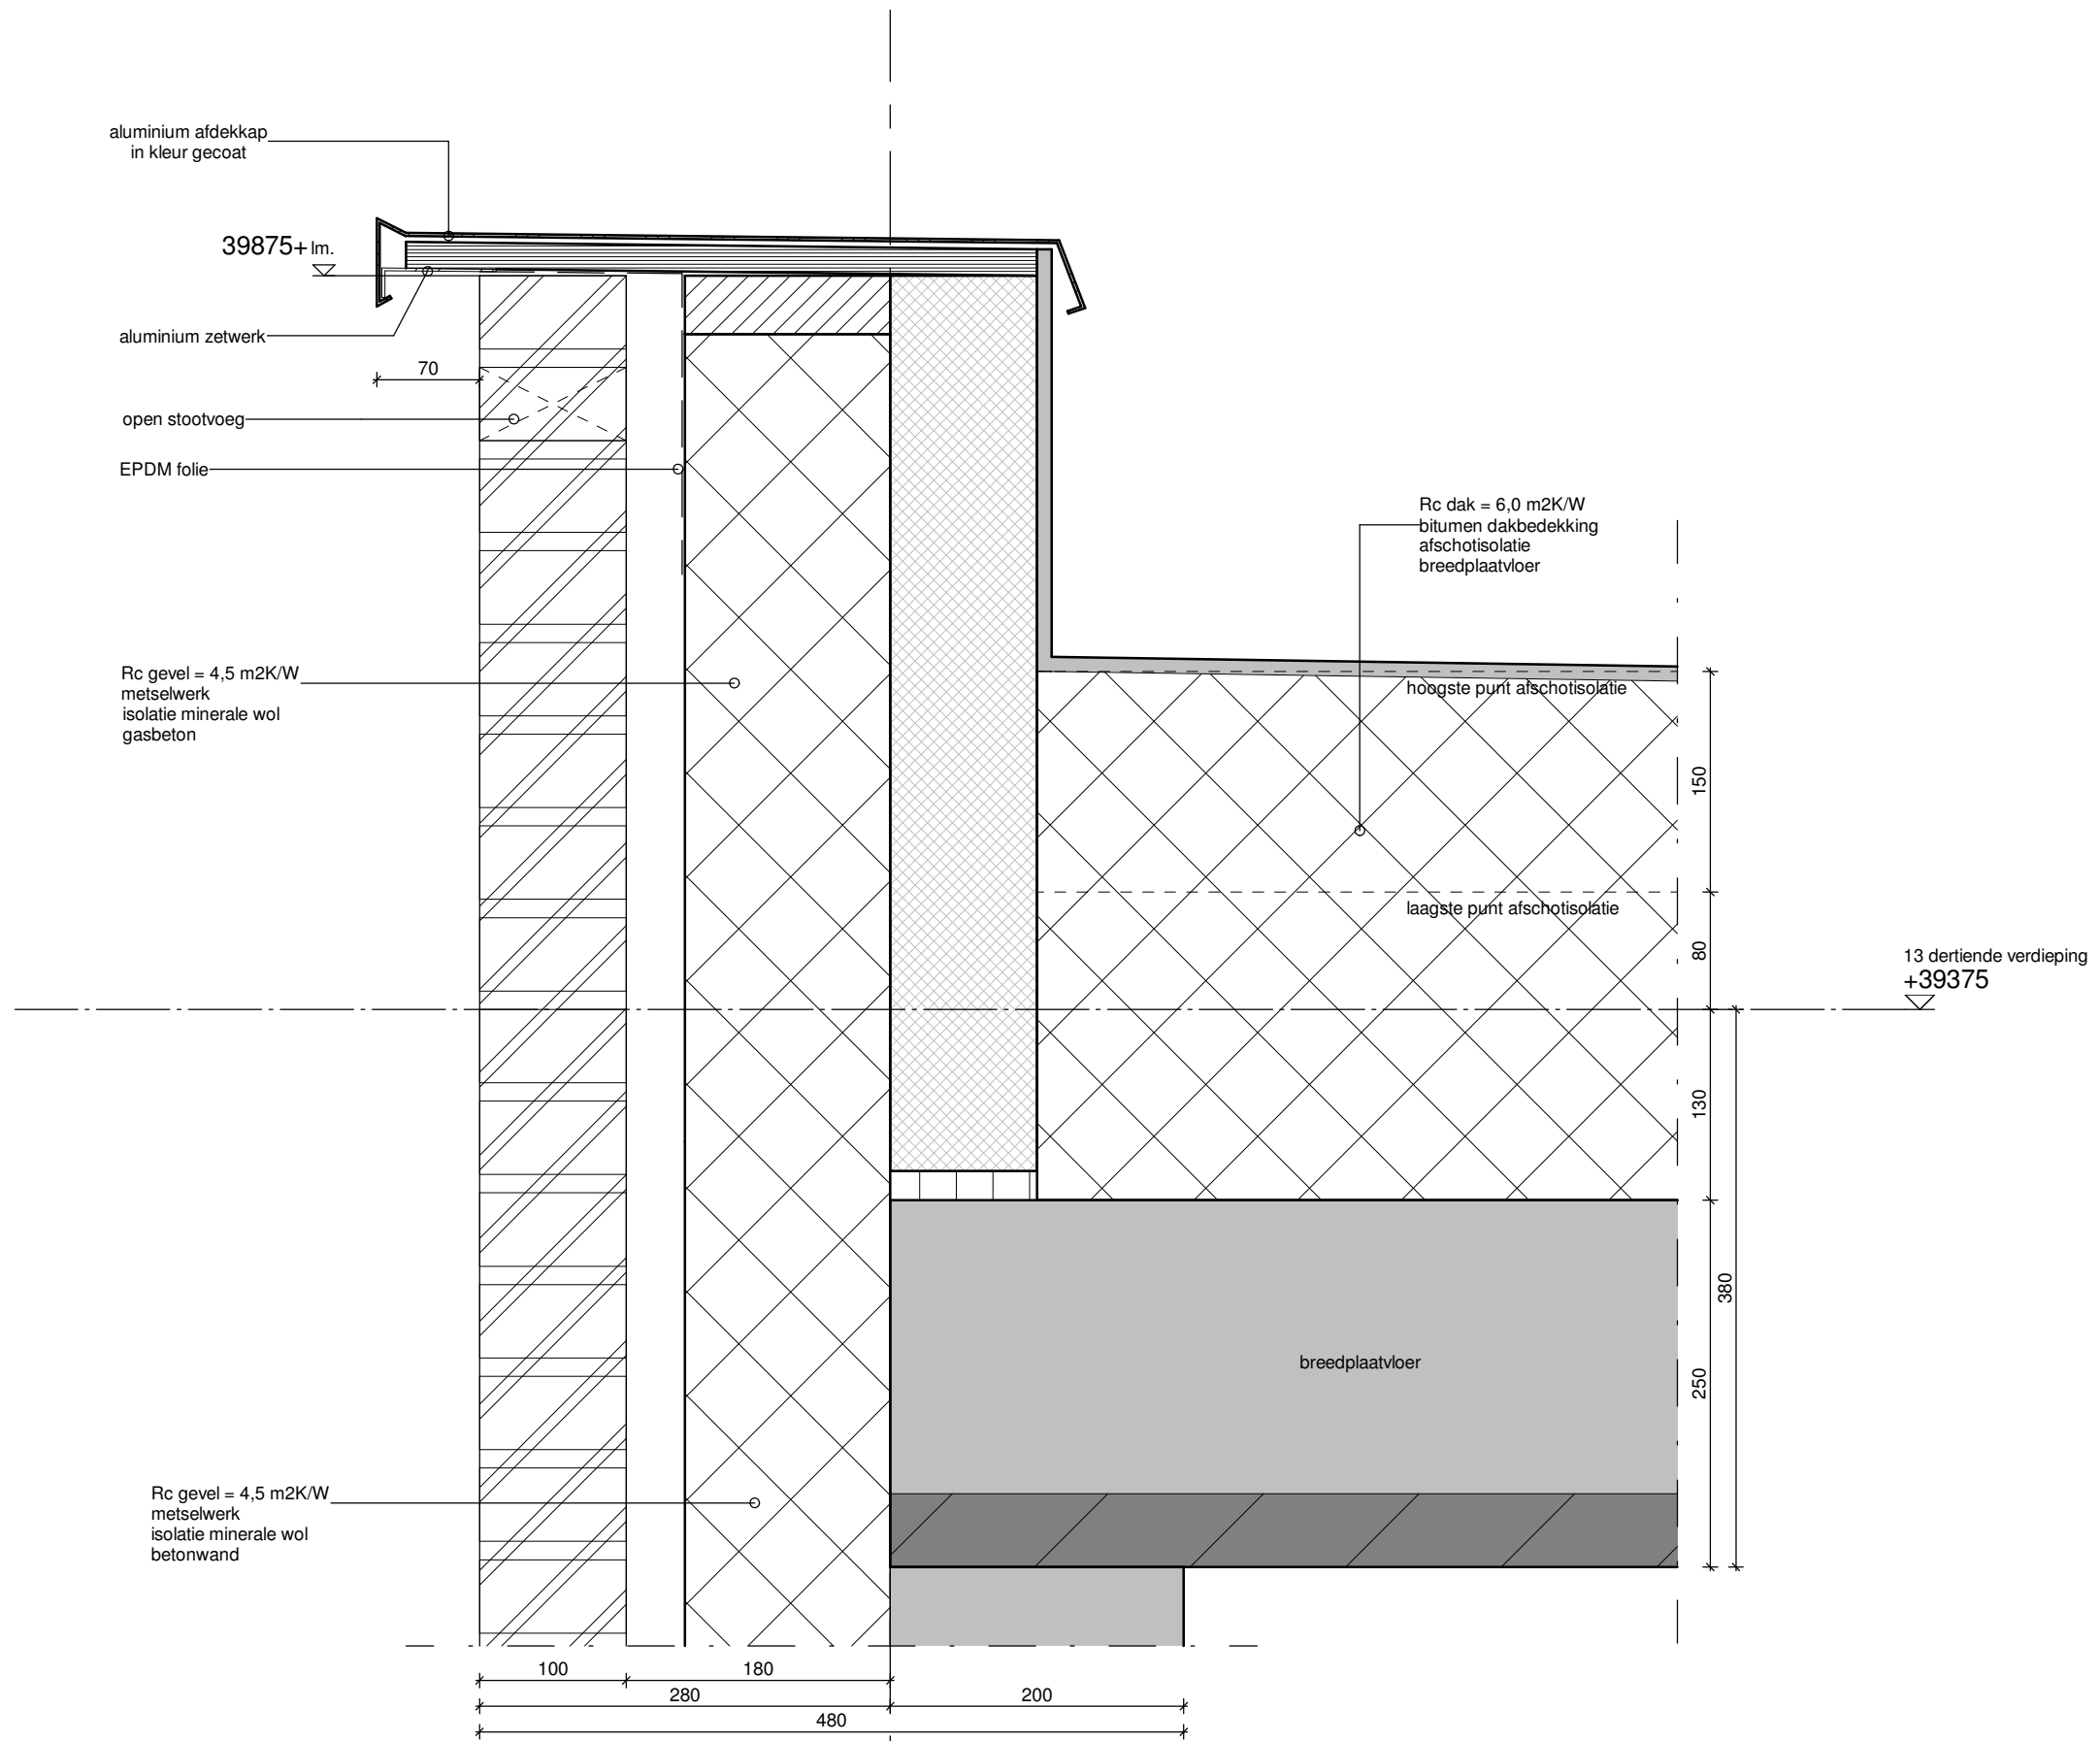 aluminium afdekkap
in kleur gecoat
39875+ lm.
aluminium zetwerk
70
open stootvoeg
EPDM folie
Rc dak = 6,0 m2K/W
bitumen dakbedekking
afschotisolatie
breedplaatvloer
Rc gevel = 4,5 m2K/W
metselwerk
isolatie minerale wol
gasbeton
hoogste punt afschotisolatie
150
laagste punt afschotisolatie
80
13 dertiende verdieping
+39375
130
380
breedplaatvloer
250
Rc gevel = 4,5 m2K/W
metselwerk
isolatie minerale wol
betonwand
100
180
280
200
480